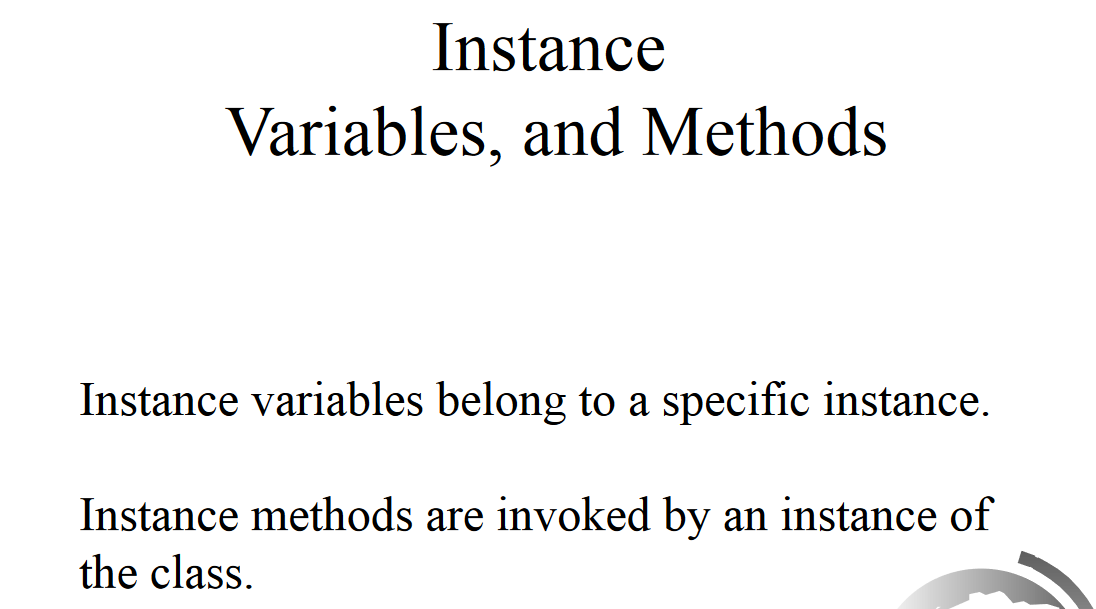 Instance
Variables, and Methods
Instance variables belong to a specific instance.
Instance methods are invoked by an instance of
the class.